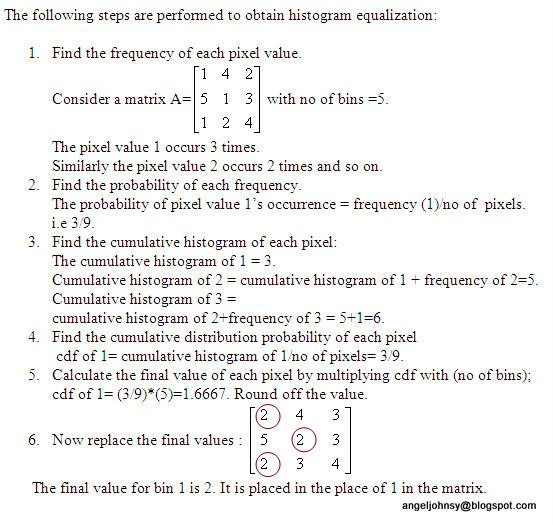 The following steps are performed to obtain histogram equalization:
1. Find the frequency of each pixel value.
[1 4 2]
Consider a matrix A= 5 1 3 with no of bins =5.
[1 2 4]
The pixel value 1 occurs 3 times.
Similarly the pixel value 2 occurs 2 times and so on.
2. Find the probability of each frequency.
The probability of pixel value 1's occurrence = frequency (1)/no of pixels.
i.e 3/9.
3. Find the cumulative histogram of each pixel:
The cumulative histogram of 1 = 3.
Cumulative histogram of 2 = cumulative histogram of 1 + frequency of 2=5.
Cumulative histogram of 3 =
cumulative histogram of 2+frequency of 3 = 5+1=6.
4. Find the cumulative distribution probability of each pixel
cdf of 1= cumulative histogram of 1/no of pixels= 3/9.
5. Calculate the final value of each pixel by multiplying cdf with (no of bins);
cdf of 1= (3/9)*(5)=1.6667. Round off the value.
[2 4 3]
6. Now replace the final values : 5 2 3
[2 3 4]
The final value for bin 1 is 2. It is placed in the place of 1 in the matrix.
angeljohnsy@blogspot.com